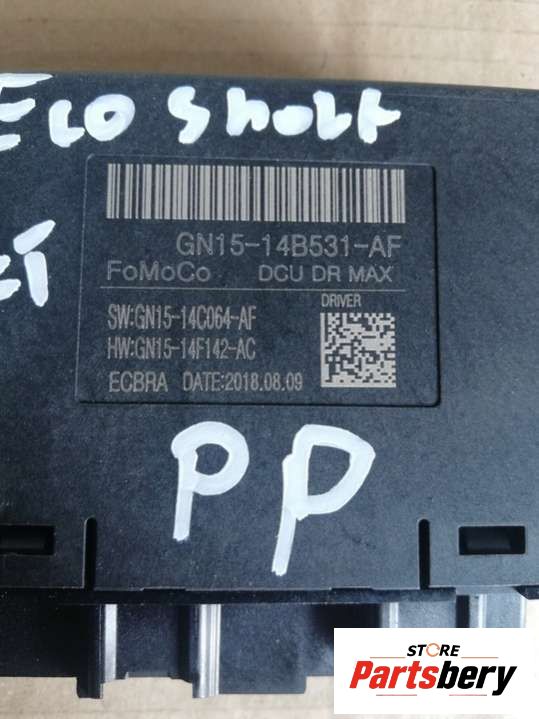 Eco Sport
GN15-14B531-AF
FoMoCo DCU DR MAX
DRIVER
SW:GN15-14C064-AF
HW:GN15-14F142-AC
ECBRA DATE:2018.08.09
PP
STORE
Partsbery